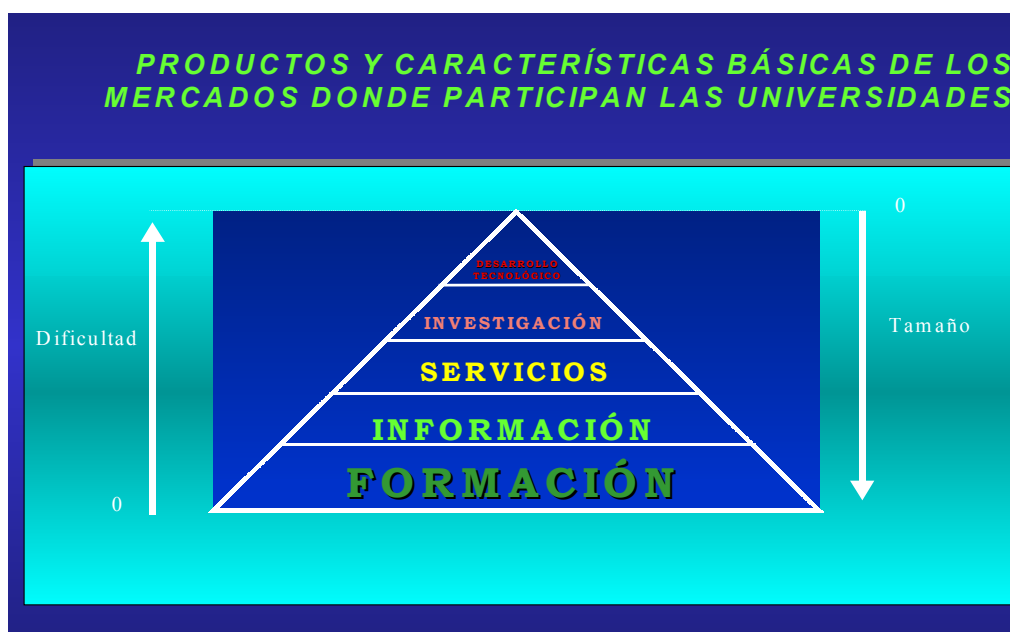 PRODUCTOS Y CARACTERÍSTICAS BÁSICAS DE LOS
MERCADOS DONDE PARTICIPAN LAS UNIVERSIDADES
0
DESARROLLO
TECNOLÓGICO
INVESTIGACIÓN
Dificultad
Tamaño
SERVICIOS
INFORMACIÓN
FORMACIÓN
0